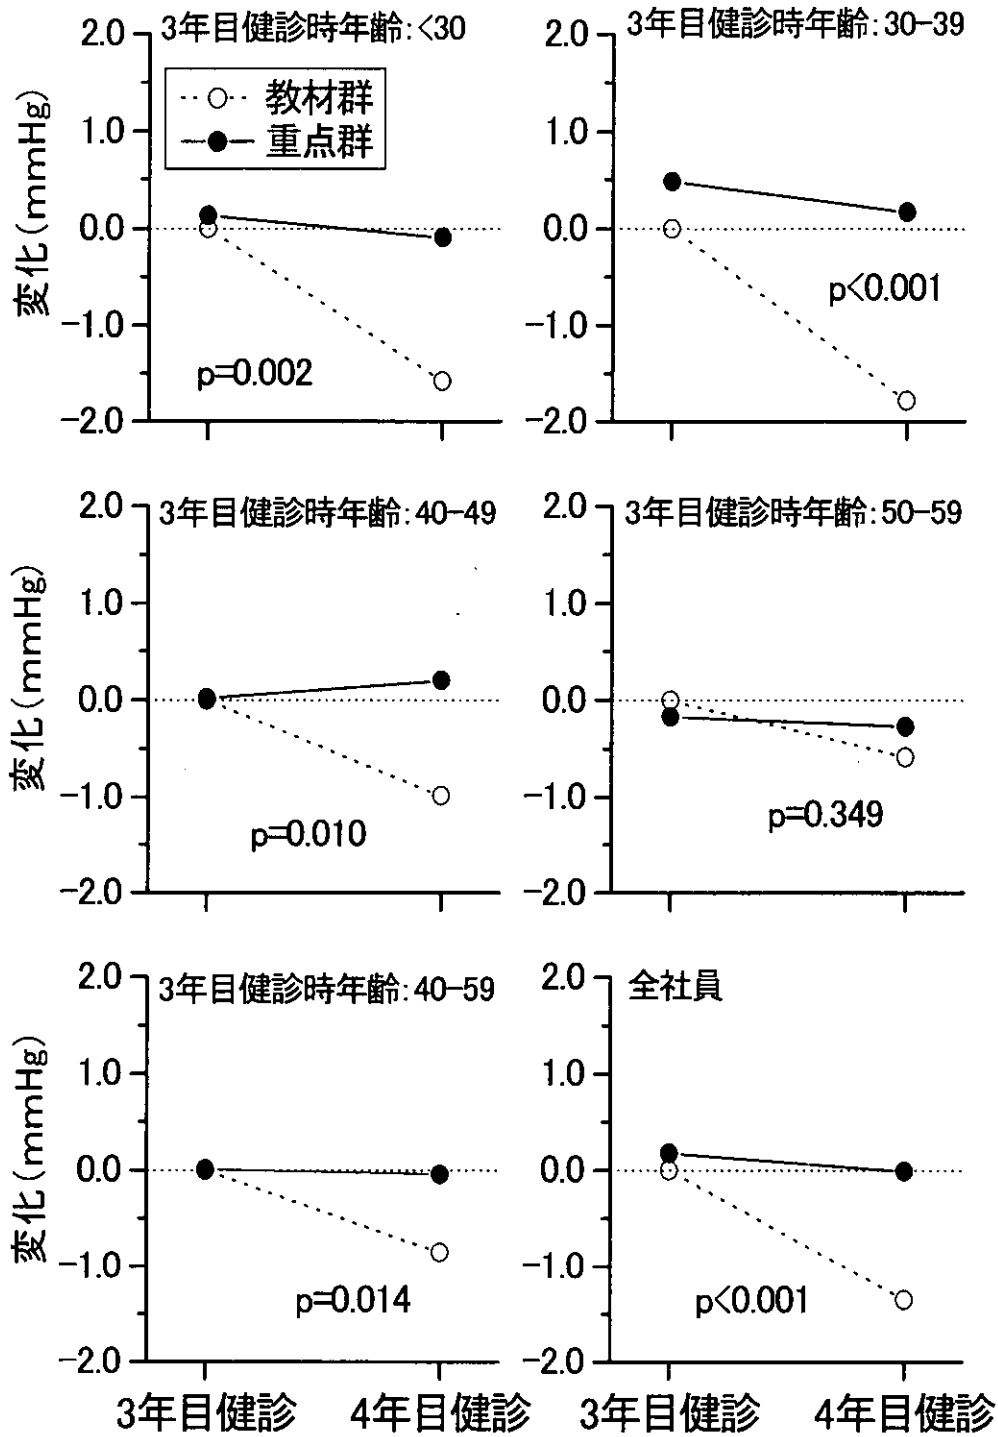 3年目健診時年齢:<30
2.0
教材群
重点群
1.0
0.0
-1.0
-2.0
変化(mmHg)
p=0.002
3年目健診時年齢:30-39
2.0
1.0
0.0
-1.0
-2.0
p<0.001
3年目健診時年齢:40-49
2.0
1.0
0.0
-1.0
-2.0
変化(mmHg)
p=0.010
3年目健診時年齢:50-59
2.0
1.0
0.0
-1.0
-2.0
p=0.349
3年目健診時年齢:40-59
2.0
1.0
0.0
-1.0
-2.0
変化(mmHg)
p=0.014
3年目健診 4年目健診
全社員
2.0
1.0
0.0
-1.0
-2.0
p<0.001
3年目健診 4年目健診